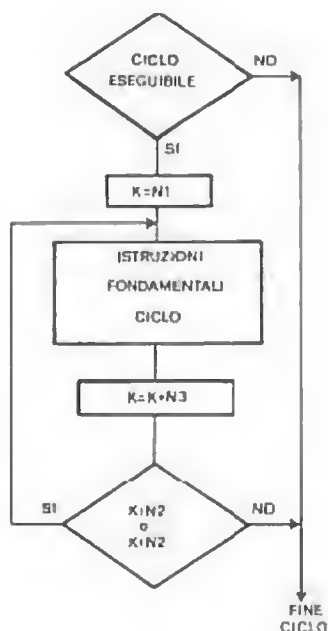 CICLO
NO
ESEGUIBILE
SI
K=N1
ISTRUZIONI
FONDAMENTALI
CICLO
K=K+N3
SI
NO
o
FINE
CICLO